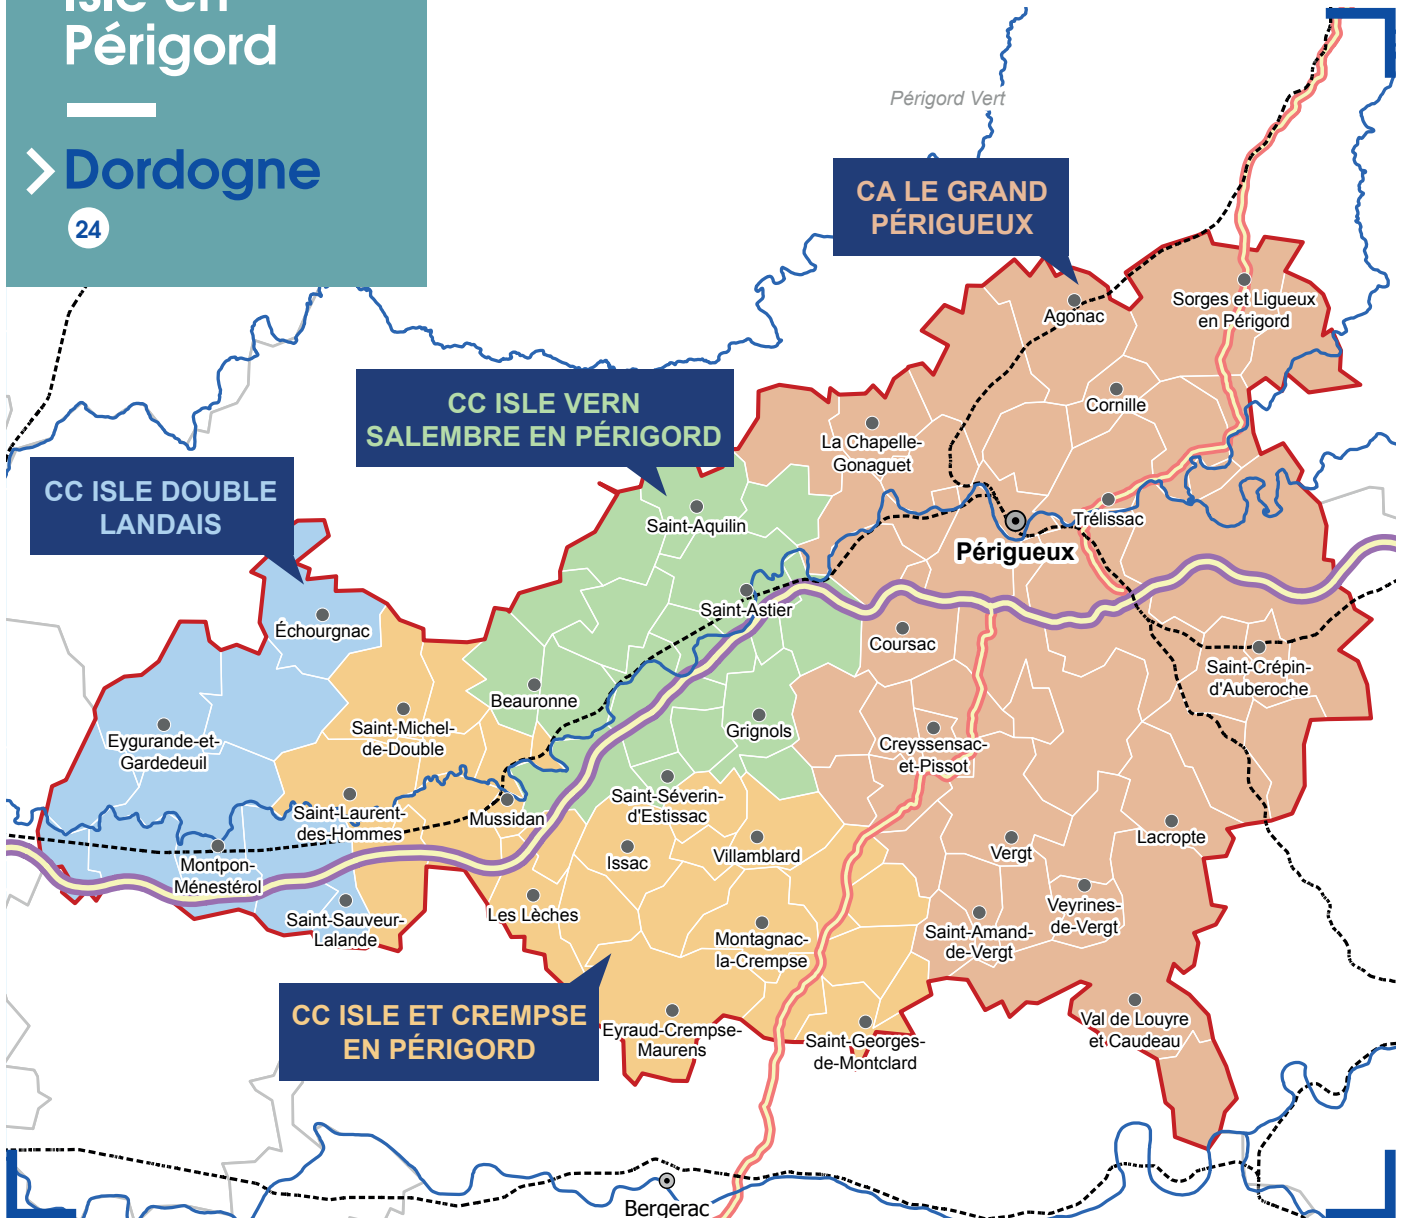 Isle en
Périgord
Dordogne
24
Périgord Vert
CA LE GRAND
PÉRIGUEUX
Agonac
Sorges et Ligueux
en Périgord
CC ISLE VERN
SALEMBRE EN PÉRIGORD
Cornille
La Chapelle-
Gonaguet
CC ISLE DOUBLE
LANDAIS
Saint-Aquilin
Trélissac
Périgueux
Saint-Astier
Échourgnac
Coursac
Saint-Crépin-
d'Auberoche
Beauronne
Saint-Michel-
de-Double
Grignols
Eygurande-et-
Gardedeuil
Creyssensac-
et-Pissot
Saint-Séverin-
d'Estissac
Saint-Laurent-
des-Hommes
Mussidan
Lacropte
Issac
Villamblard
Vergt
Montpon-
Ménestérol
Saint-Sauveur-
Lalande
Les Lèches
Veyrines-
de-Vergt
Saint-Amand-
de-Vergt
Montagnac-
la-Crempse
CC ISLE ET CREMPSE
EN PÉRIGORD
Eyraud-Crempse-
Maurens
Saint-Georges-
de-Montclard
Val de Louyre
et Caudeau
Bergerac